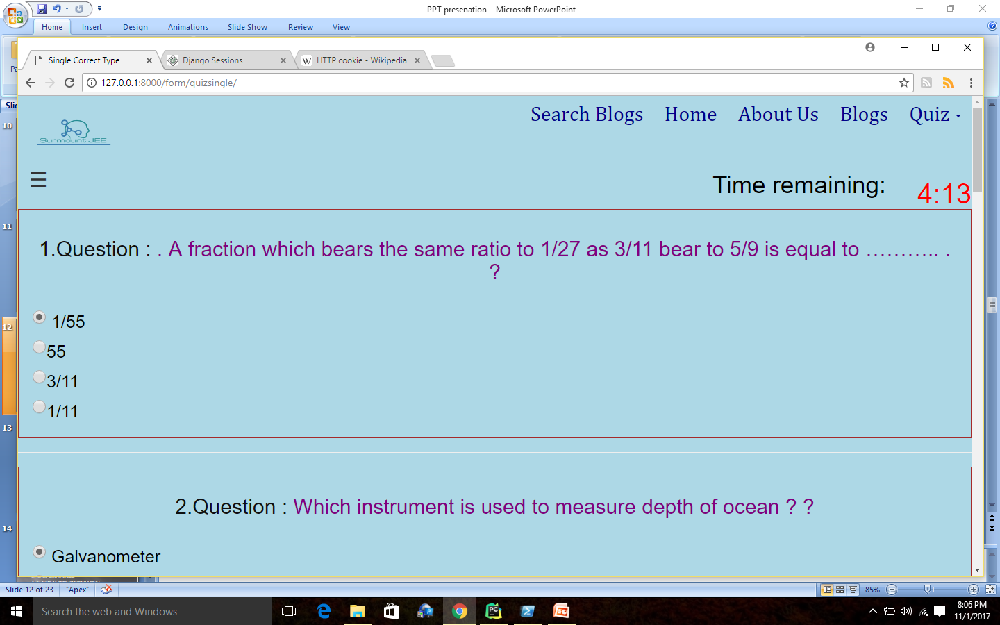 PPT presenation - Microsoft PowerPoint
Home Insert Design Animations Slide Show Review View
Single Correct Type Django Sessions HTTP cookie - Wikipedia
127.0.0.1:8000/form/quizsingle/
Search Blogs Home About Us Blogs Quiz
Surmount JEE
Time remaining: 4:13
1.Question : . A fraction which bears the same ratio to 1/27 as 3/11 bear to 5/9 is equal to ……….. .
?
1/55
55
3/11
1/11
2.Question : Which instrument is used to measure depth of ocean ? ?
Galvanometer
10
11
12
13
14
Slide 12 of 23 "Apex" 85%
Search the web and Windows
8:06 PM
11/1/2017